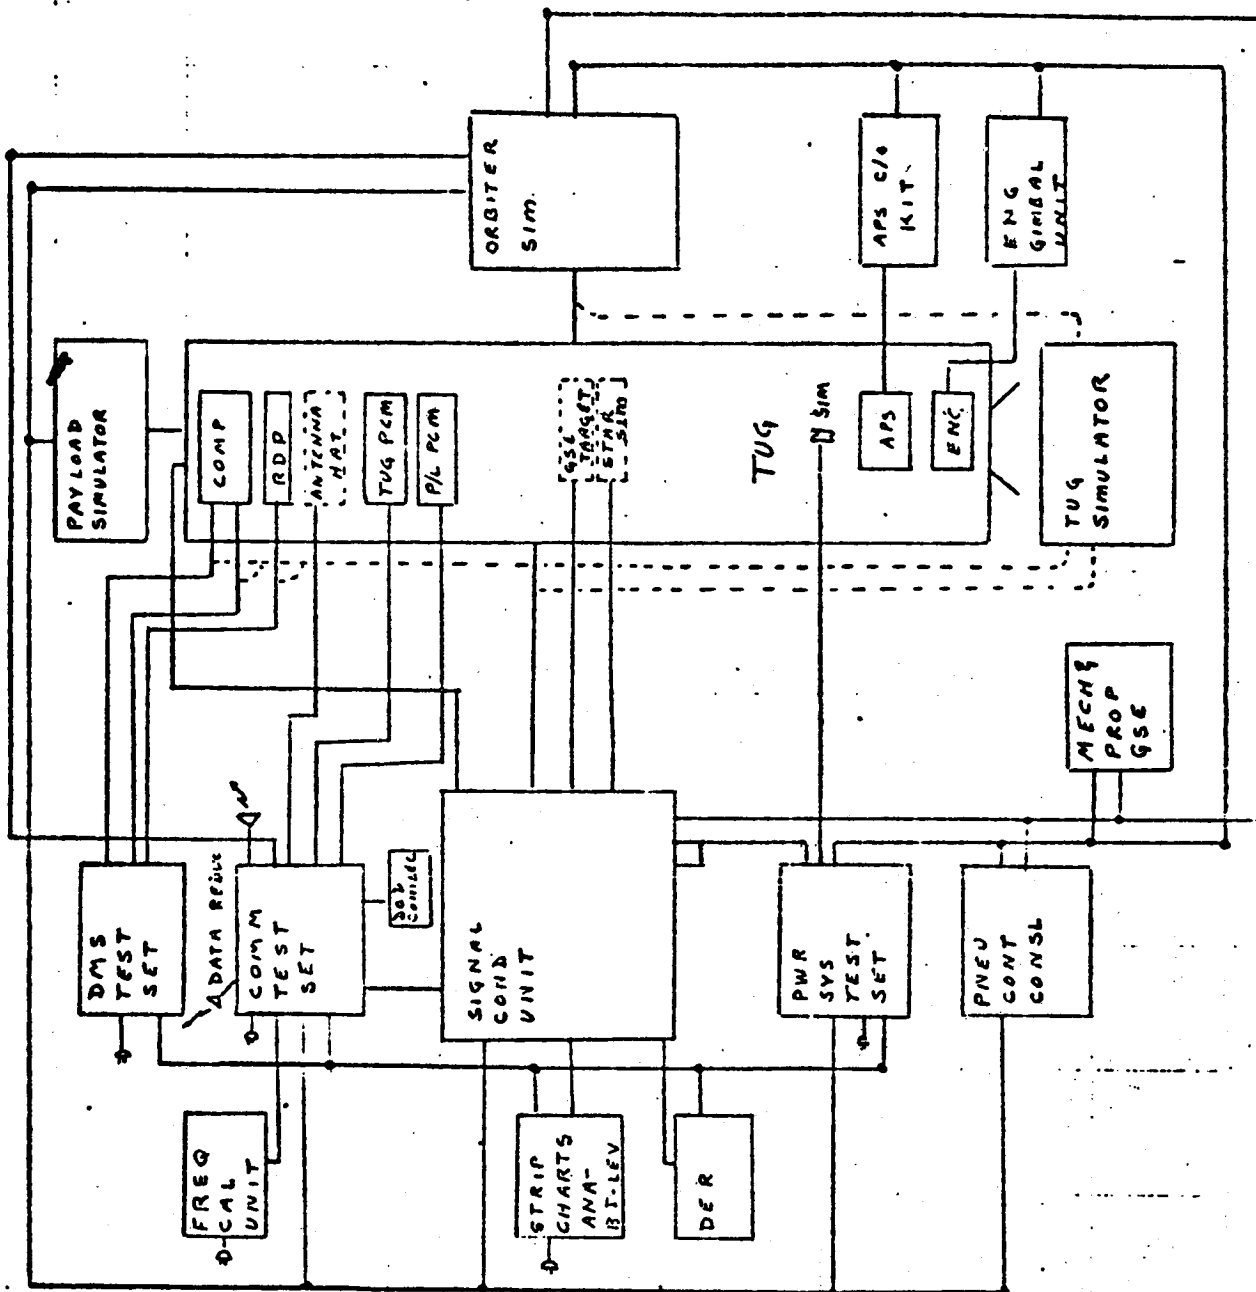 ORBITER
SIM.
APS C/O
KIT
ENG
GIMBAL
UNIT
PAYLOAD
SIMULATOR
COMP
RDP
ANTENNA
HAT
TUG PCM
P/L PCM
GSE
TARGET
STAR
SIM
TUG
SIM
APS
ENG
TUG
SIMULATOR
MECH &
PROP
GSE
DMS
TEST
SET
DATA
COMM
TEST
SET
SIGNAL
COND
UNIT
PWR
SYS
TEST
SET.
PNEU
CONT
CONSL
FREQ
CAL
UNIT
STRIP
CHARTS
ANA-
BI-LEV
DER